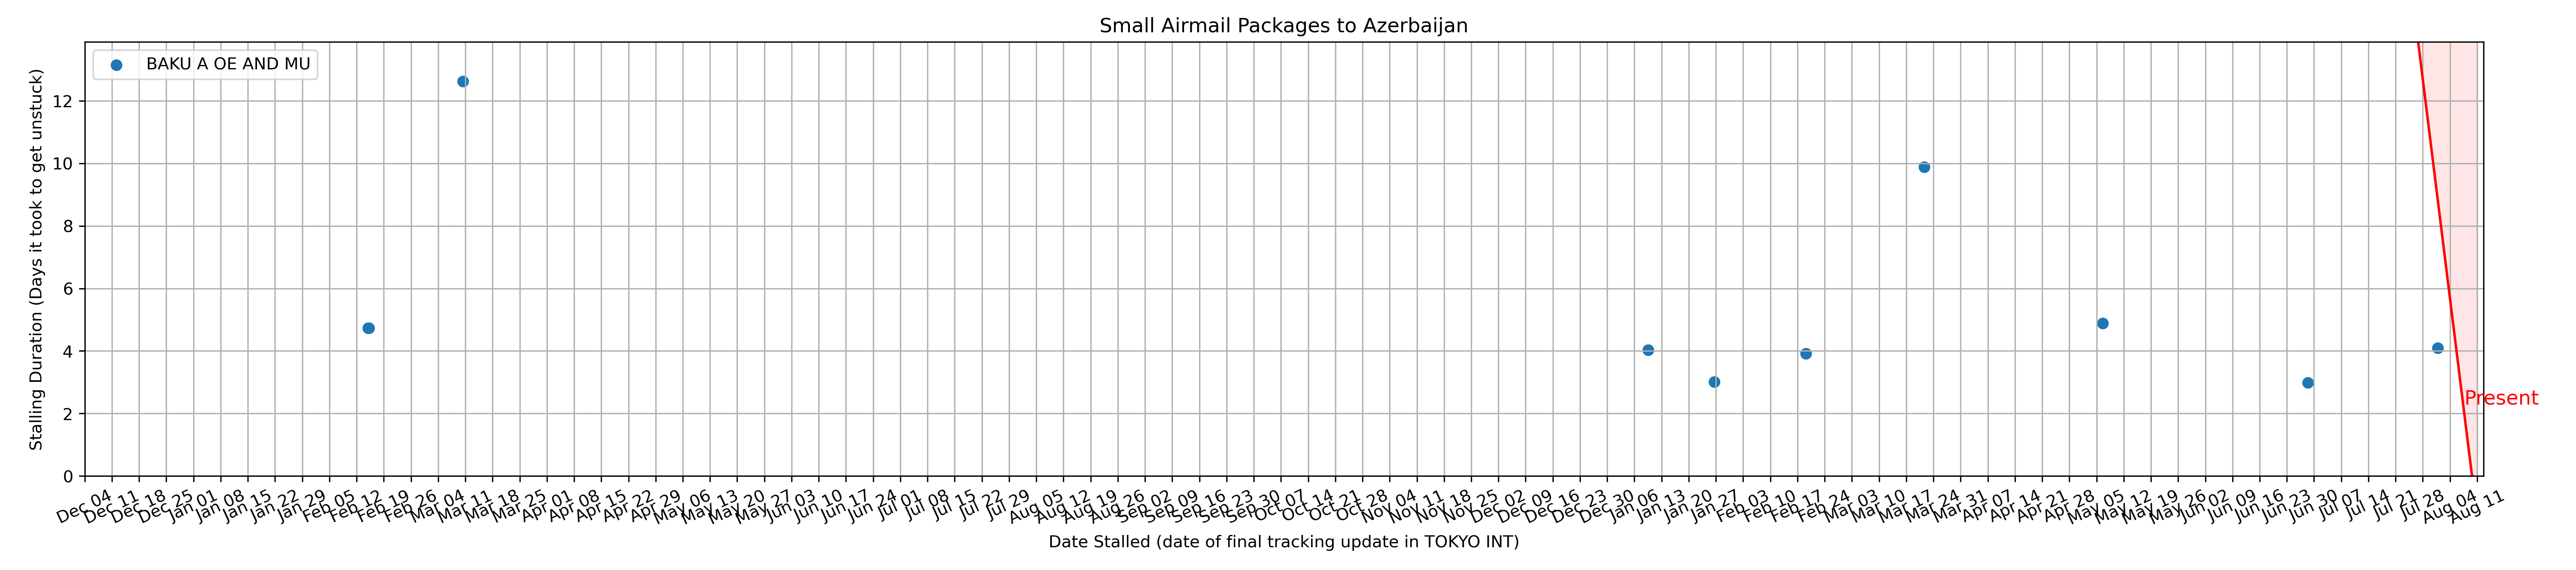 Small Airmail Packages to Azerbaijan
BAKU A OE AND MU
Stalling Duration (Days it took to get unstuck)
12
10
8
6
4
2
0
Present
Dec 04 Dec 11 Dec 18 Dec 25 Jan 01 Jan 08 Jan 15 Jan 22 Jan 29 Feb 05 Feb 12 Feb 19 Feb 26 Mar 04 Mar 11 Mar 18 Mar 25 Apr 01 Apr 08 Apr 15 Apr 22 Apr 29 May 06 May 13 May 20 May 27 Jun 03 Jun 10 Jun 17 Jun 24 Jul 01 Jul 08 Jul 15 Jul 22 Jul 29 Aug 05 Aug 12 Aug 19 Aug 26 Sep 02 Sep 09 Sep 16 Sep 23 Sep 30 Oct 07 Oct 14 Oct 21 Oct 28 Nov 04 Nov 11 Nov 18 Nov 25 Dec 02 Dec 09 Dec 16 Dec 23 Dec 30 Jan 06 Jan 13 Jan 20 Jan 27 Feb 03 Feb 10 Feb 17 Feb 24 Mar 03 Mar 10 Mar 17 Mar 24 Mar 31 Apr 07 Apr 14 Apr 21 Apr 28 May 05 May 12 May 19 May 26 Jun 02 Jun 09 Jun 16 Jun 23 Jun 30 Jul 07 Jul 14 Jul 21 Jul 28 Aug 04 Aug 11
Date Stalled (date of final tracking update in TOKYO INT)